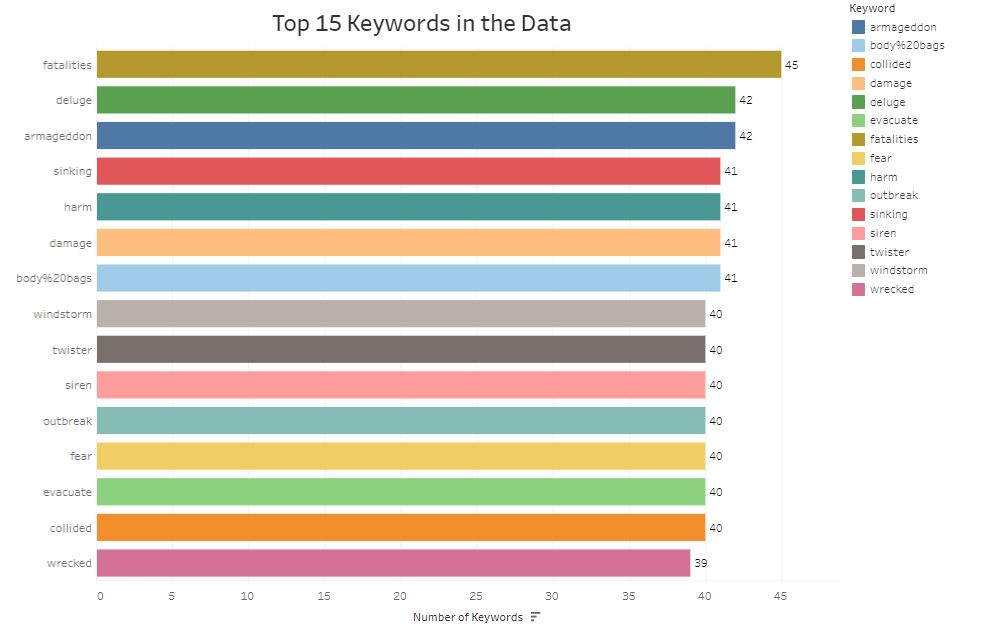 Top 15 Keywords in the Data
fatalities 45
deluge 42
armageddon 42
sinking 41
harm 41
damage 41
body%20bags 41
windstorm 40
twister 40
siren 40
outbreak 40
fear 40
evacuate 40
collided 40
wrecked 39
0 5 10 15 20 25 30 35 40 45
Number of Keywords
Keyword
armageddon
body%20bags
collided
damage
deluge
evacuate
fatalities
fear
harm
outbreak
sinking
siren
twister
windstorm
wrecked